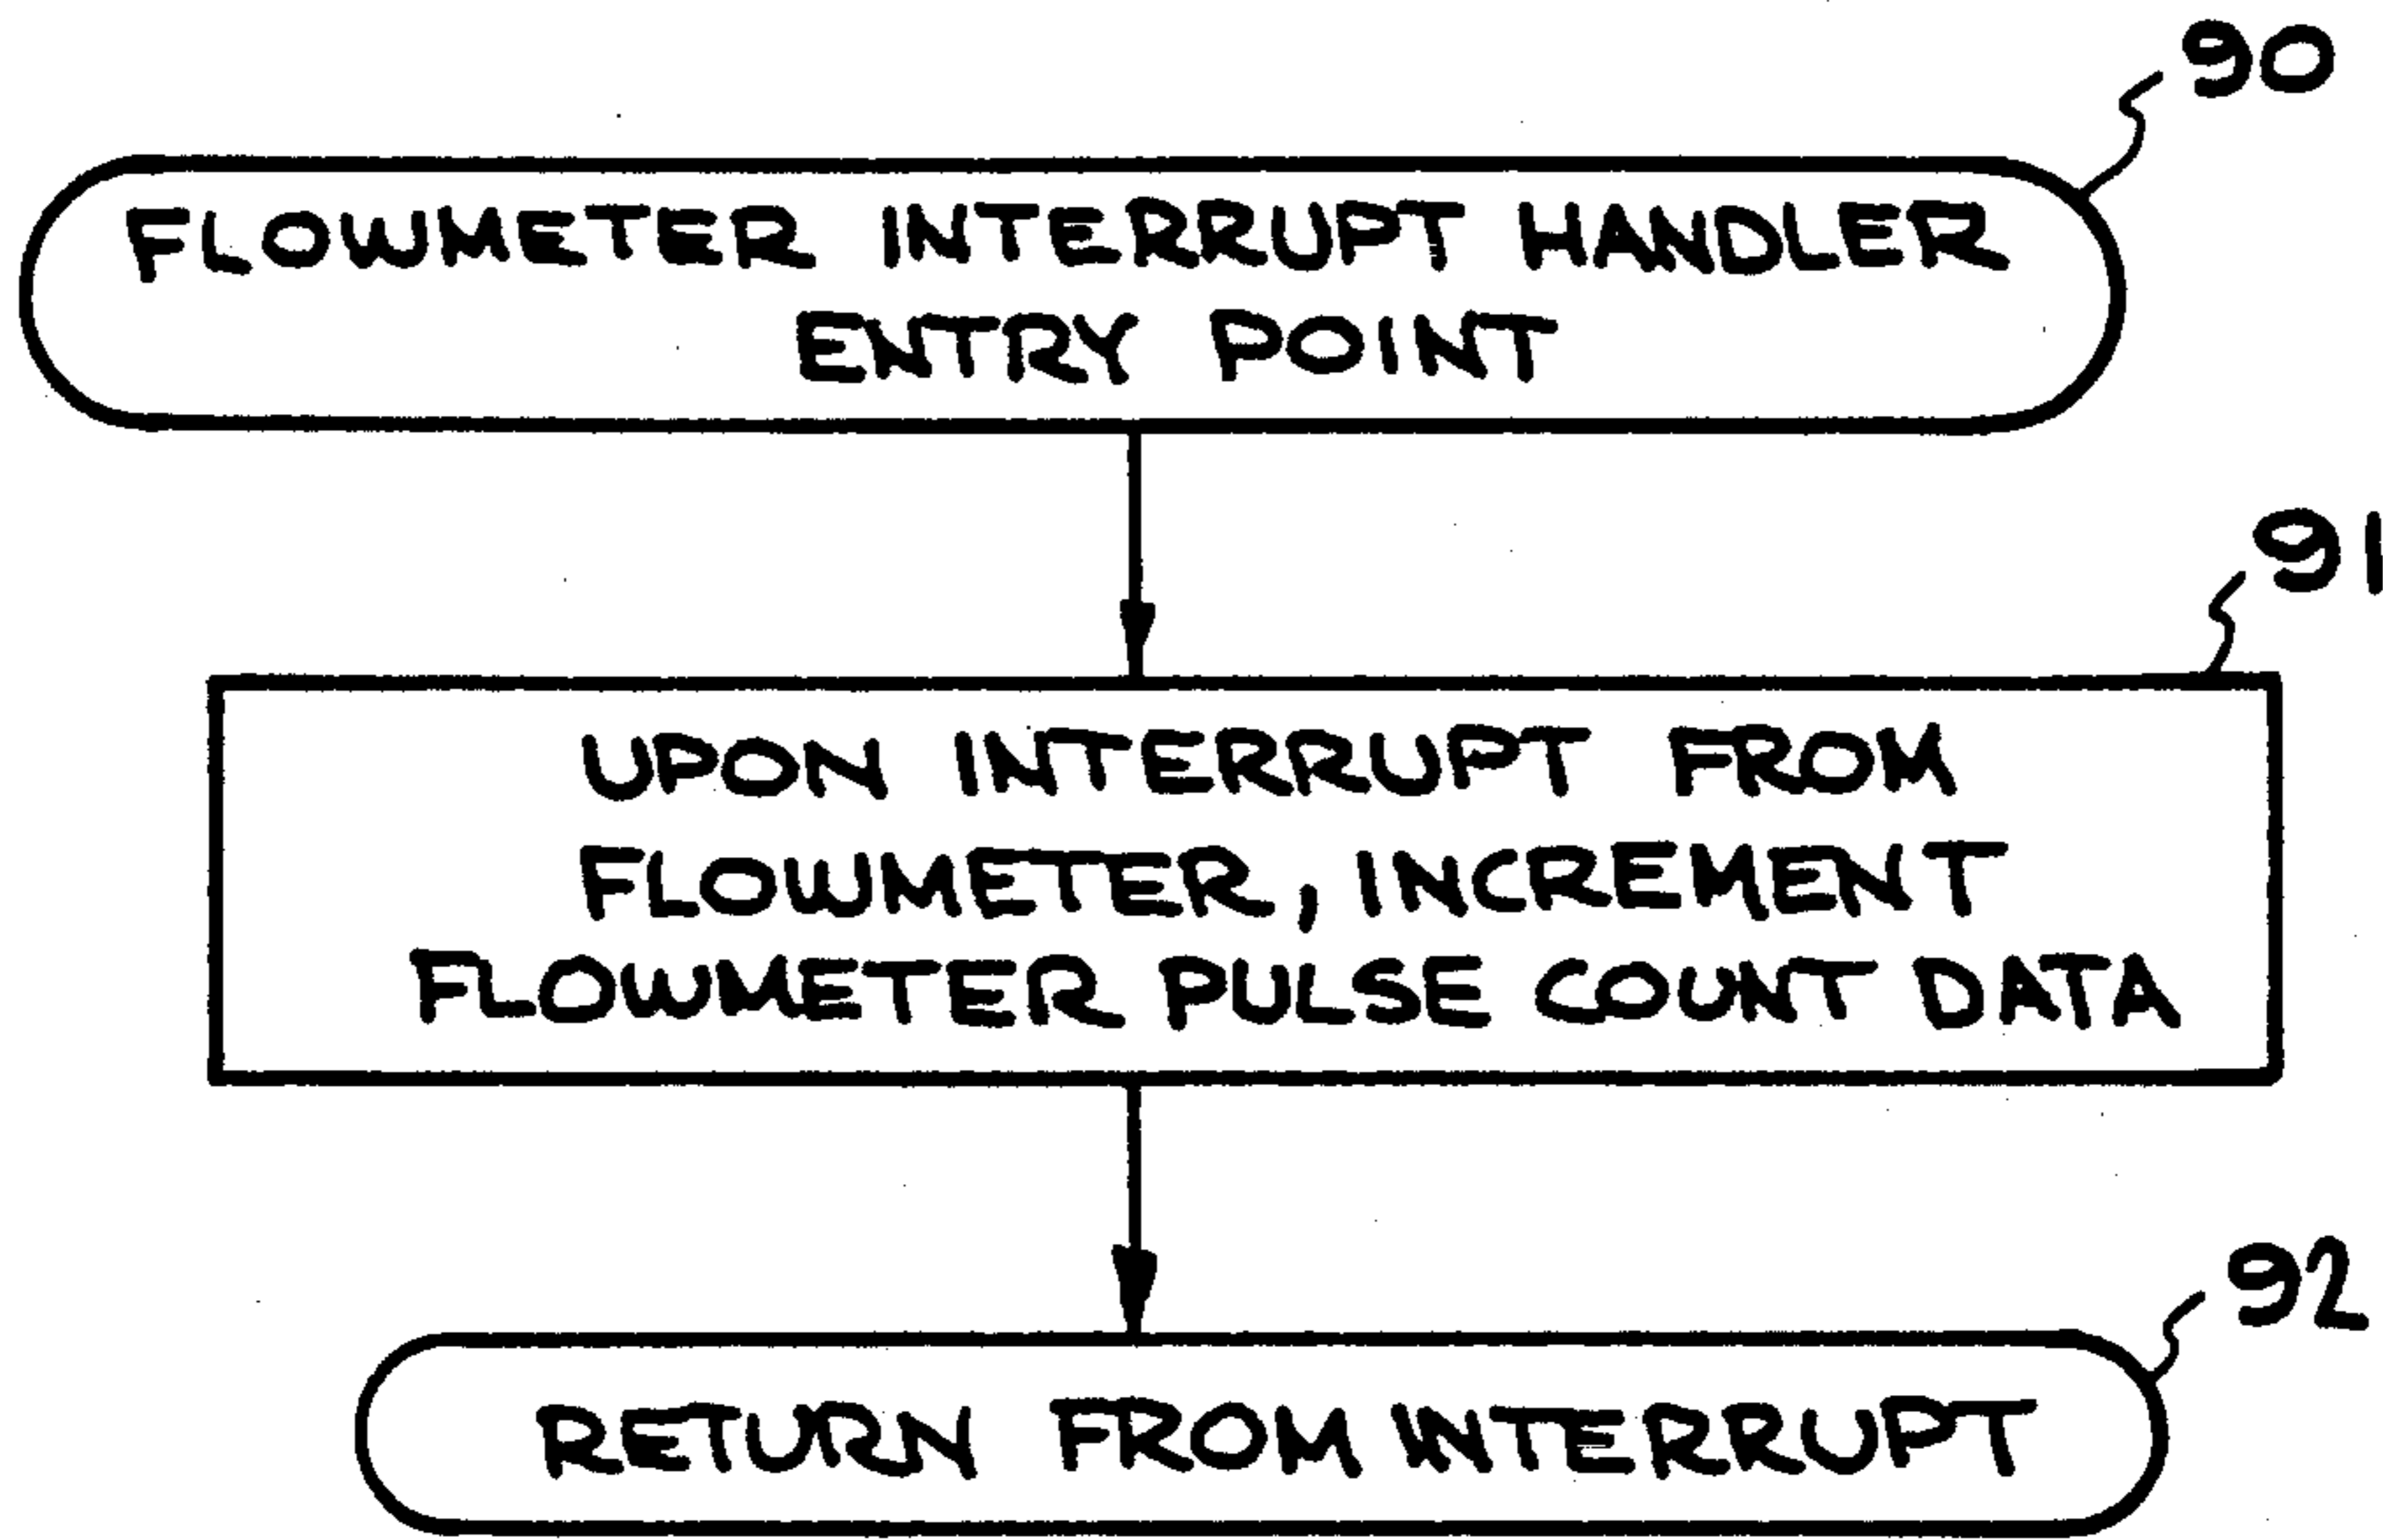 90
FLOWMETER INTERRUPT HANDLER
ENTRY POINT
91
UPON INTERRUPT FROM
FLOWMETER, INCREMENT
FLOWMETER PULSE COUNT DATA
92
RETURN FROM INTERRUPT